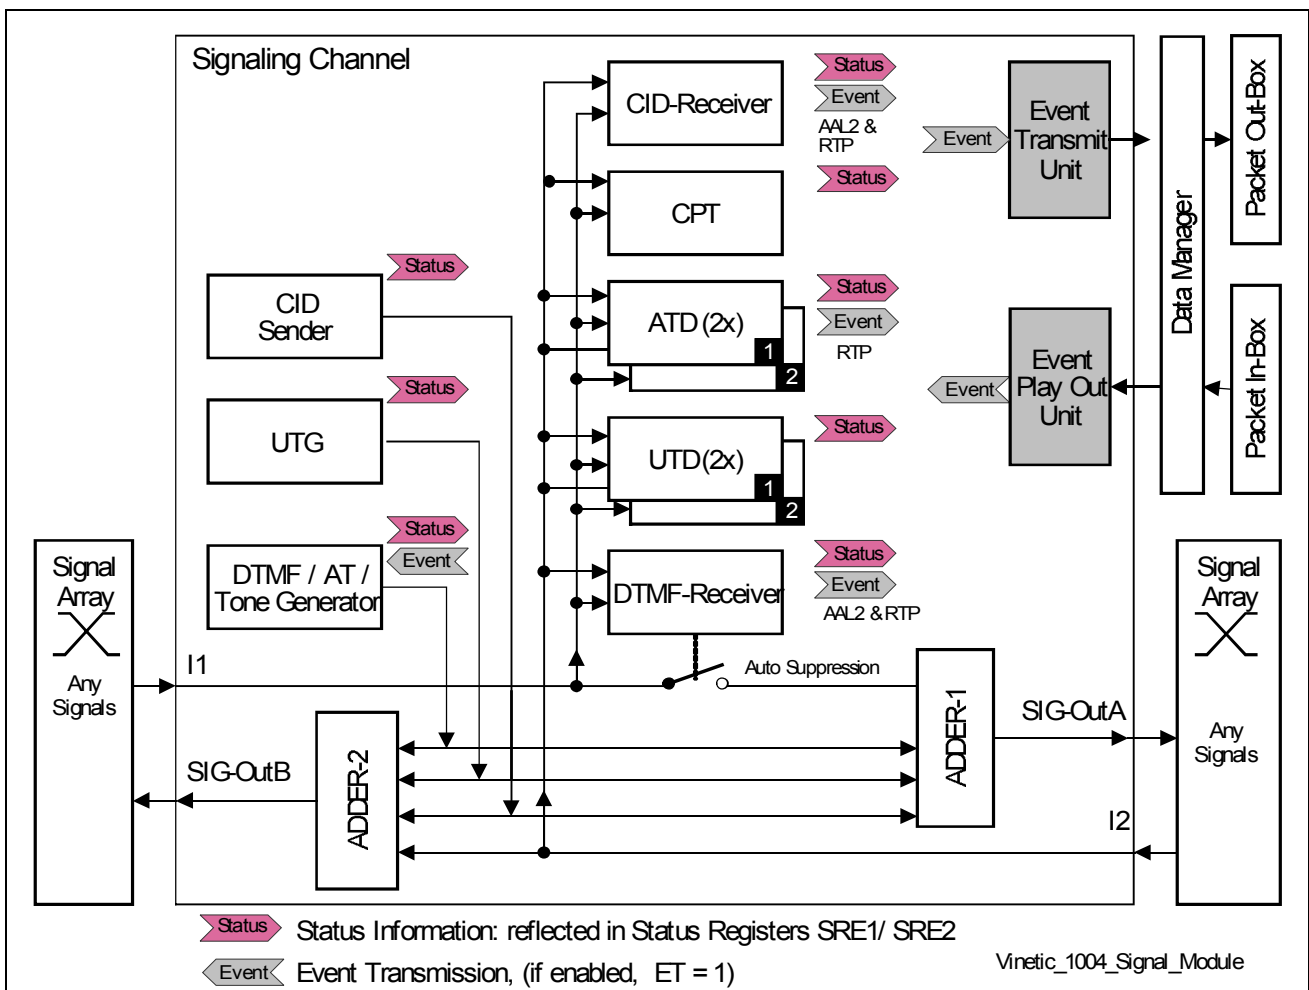 Signaling Channel
CID-Receiver
Status
Event
AAL2 &
RTP
Event
Event
Transmit
Unit
Data Manager
Packet Out-Box
CPT
Status
CID
Sender
Status
ATD (2x)
1
2
Status
Event
RTP
Event
Event
Play Out
Unit
Packet In-Box
UTG
Status
UTD (2x)
1
2
Status
Signal
Array
Any
Signals
DTMF / AT /
Tone Generator
Status
Event
DTMF-Receiver
Status
Event
AAL2 & RTP
Signal
Array
Any
Signals
I1
Auto Suppression
ADDER-1
SIG-OutA
SIG-OutB
ADDER-2
I2
Status
Status Information: reflected in Status Registers SRE1/ SRE2
Event
Event Transmission, (if enabled, ET = 1)
Vinetic_1004_Signal_Module